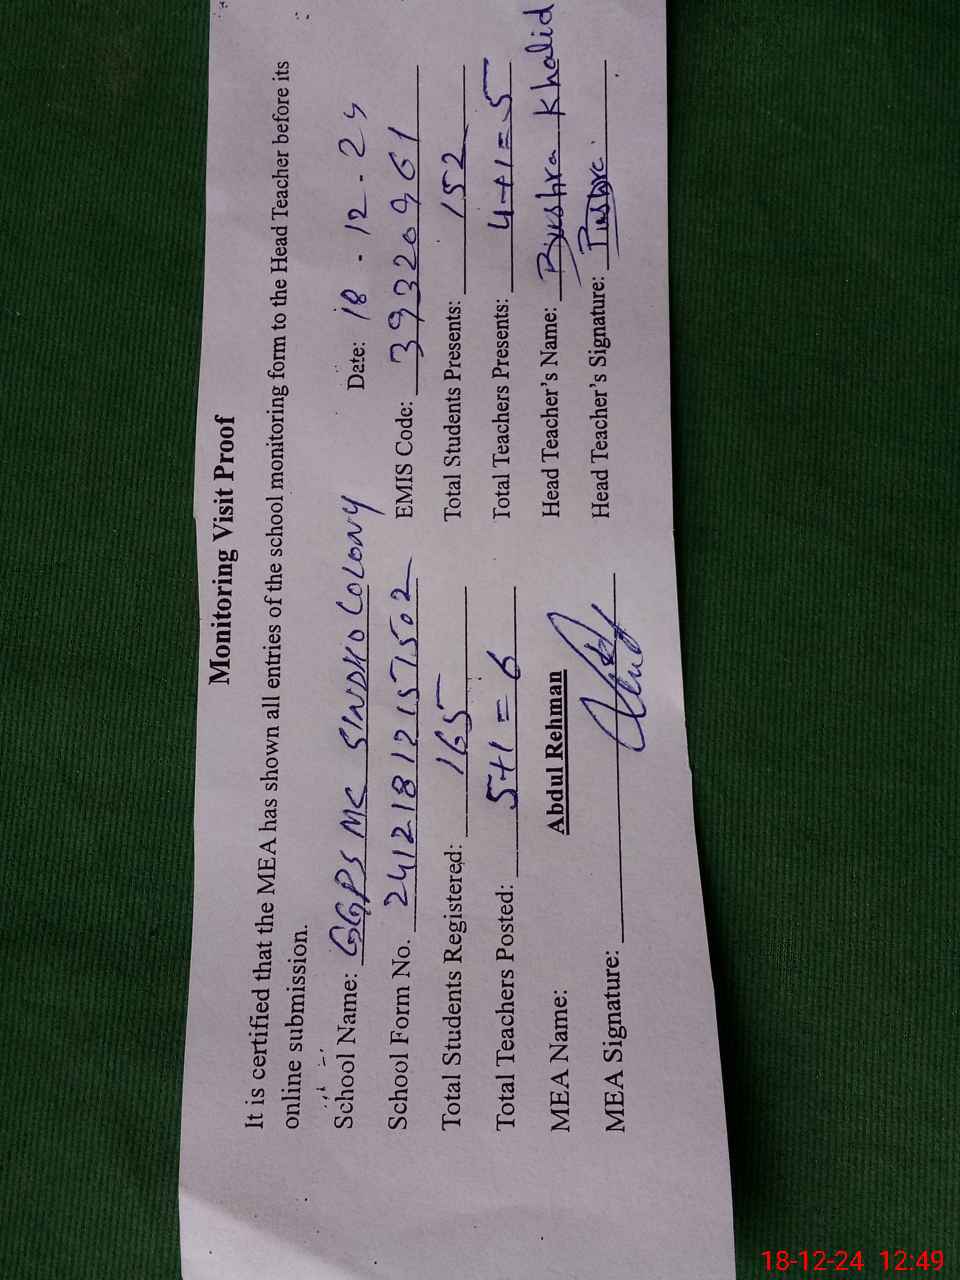 Monitoring Visit Proof
It is certified that the MEA has shown all entries of the school monitoring form to the Head Teacher before its
online submission.
School Name: GGPS MC SINDHO COLONY Date: 18 - 12 - 24
School Form No. 24121812157502 EMIS Code: 39320961
Total Students Registered: 165 Total Students Presents: 152
Total Teachers Posted: 5+1 = 6 Total Teachers Presents: 4+1=5
MEA Name: Abdul Rehman Head Teacher's Name: Bushra Khalid
MEA Signature: Head Teacher's Signature: Bushra
18-12-24 12:49